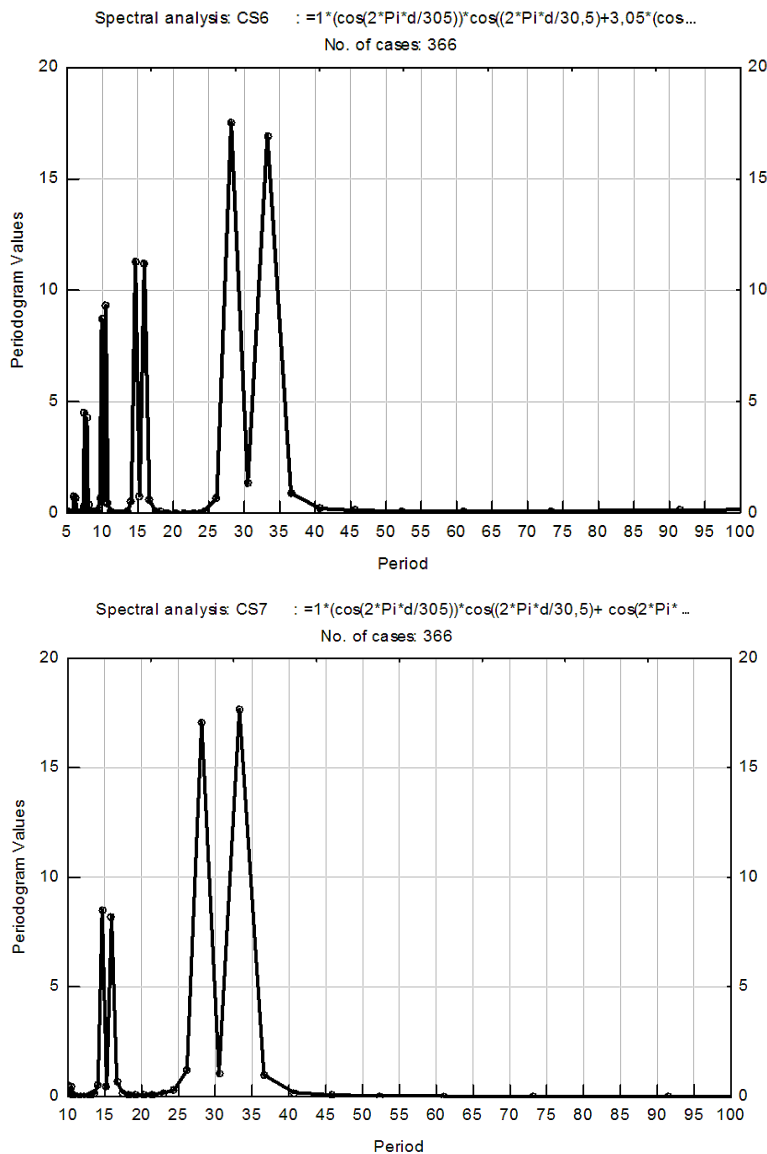 Spectral analysis: CS6 : =1*(cos(2*Pi*d/305))*cos((2*Pi*d/30,5)+3,05*(cos...
No. of cases: 366
20 20
15 15
10 10
5 5
0 0
Periodogram Values
5 10 15 20 25 30 35 40 45 50 55 60 65 70 75 80 85 90 95 100
Period
Spectral analysis: CS7 : =1*(cos(2*Pi*d/305))*cos((2*Pi*d/30,5)+ cos(2*Pi* ...
No. of cases: 366
20 20
15 15
10 10
5 5
0 0
Periodogram Values
10 15 20 25 30 35 40 45 50 55 60 65 70 75 80 85 90 95 100
Period